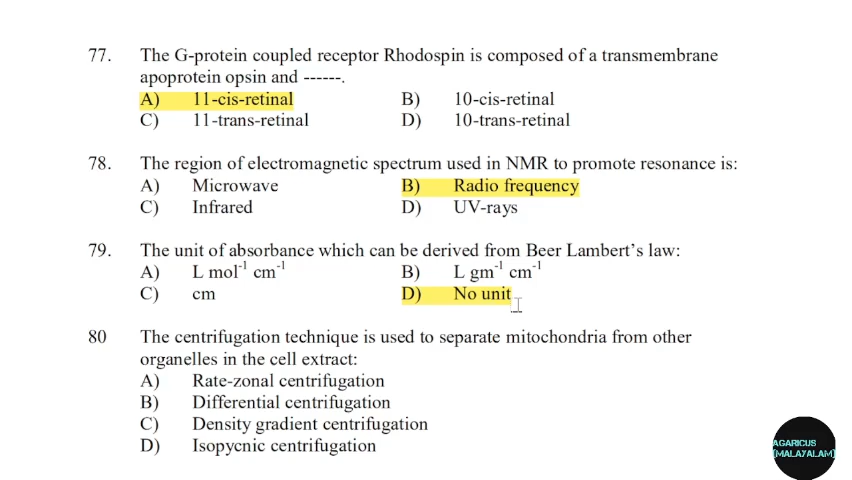 77. The G-protein coupled receptor Rhodospin is composed of a transmembrane
apoprotein opsin and ------.
A) 11-cis-retinal B) 10-cis-retinal
C) 11-trans-retinal D) 10-trans-retinal
78. The region of electromagnetic spectrum used in NMR to promote resonance is:
A) Microwave B) Radio frequency
C) Infrared D) UV-rays
79. The unit of absorbance which can be derived from Beer Lambert's law:
A) L mol⁻¹ cm⁻¹ B) L gm⁻¹ cm⁻¹
C) cm D) No unit
80 The centrifugation technique is used to separate mitochondria from other
organelles in the cell extract:
A) Rate-zonal centrifugation
B) Differential centrifugation
C) Density gradient centrifugation
D) Isopycnic centrifugation
AGARICUS
(MALAYALAM)